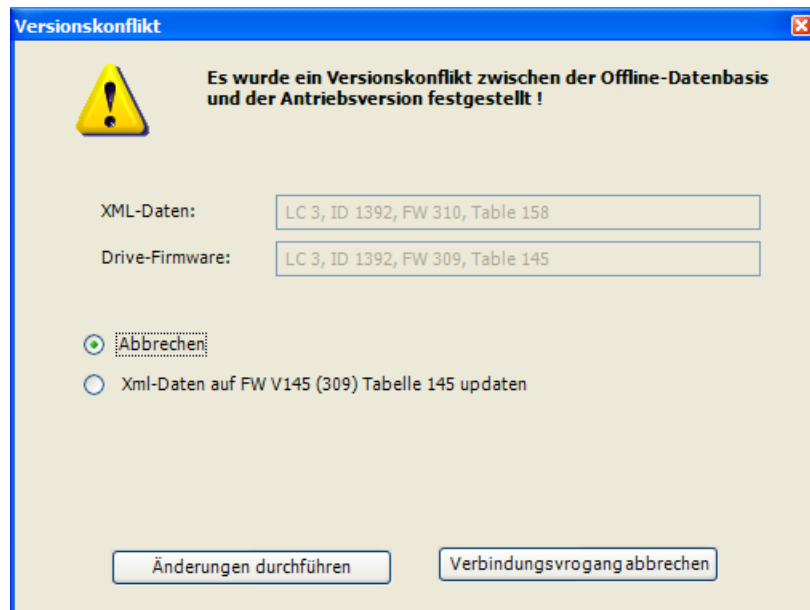 Versionskonflikt
Es wurde ein Versionskonflikt zwischen der Offline-Datenbasis
und der Antriebsversion festgestellt !
XML-Daten:
LC 3, ID 1392, FW 310, Table 158
Drive-Firmware:
LC 3, ID 1392, FW 309, Table 145
Abbrechen
Xml-Daten auf FW V145 (309) Tabelle 145 updaten
Änderungen durchführen
Verbindungsvrogang abbrechen